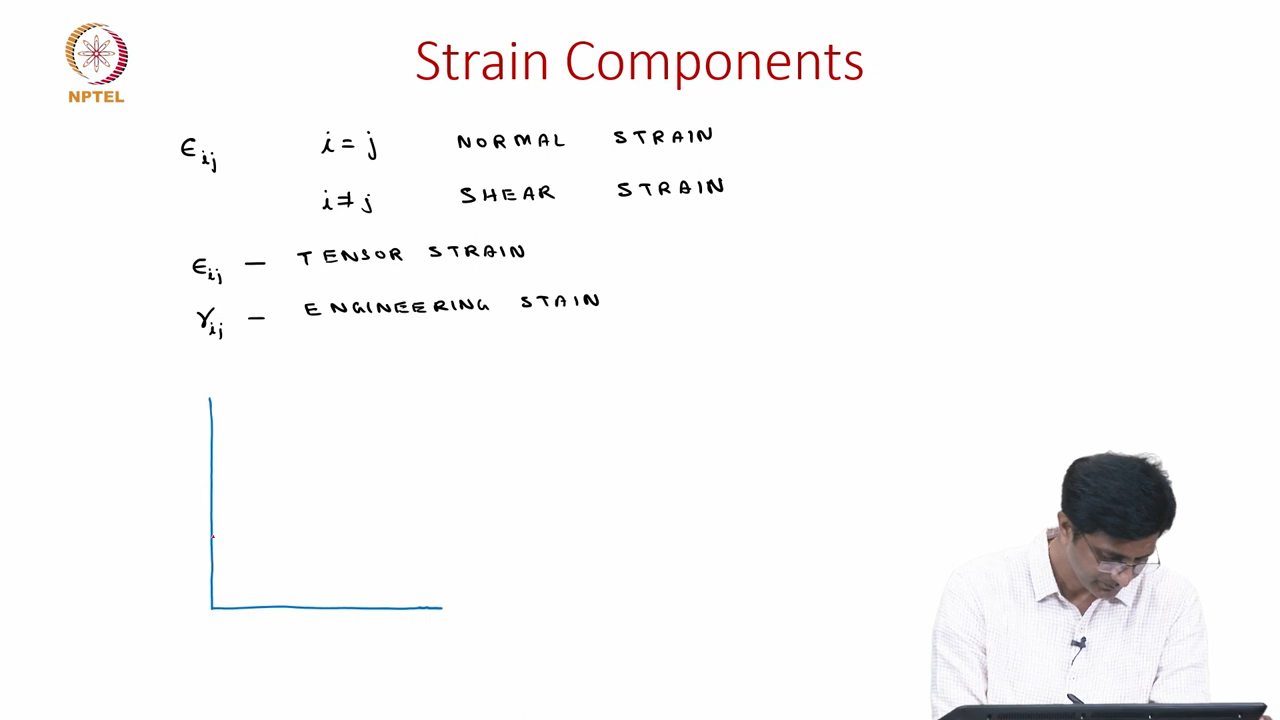 NPTEL
Strain Components
ϵij i = j NORMAL STRAIN
i ≠ j SHEAR STRAIN
ϵij — TENSOR STRAIN
γij — ENGINEERING STAIN